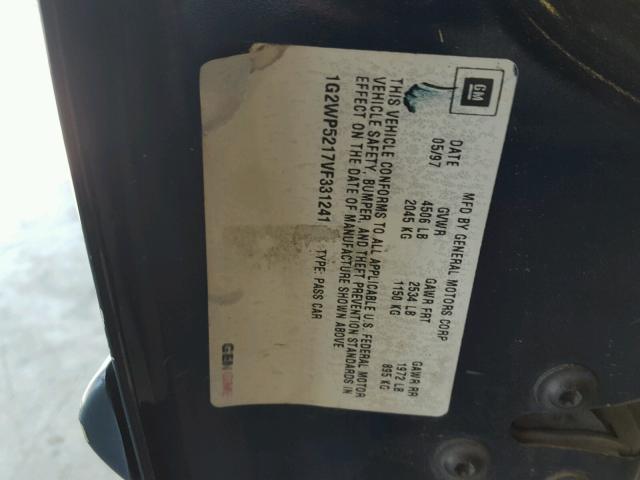 GM
MFD BY GENERAL MOTORS CORP
DATE GVWR GAWR FRT GAWR RR
05/97 4506 LB 2534 LB 1972 LB
2045 KG 1150 KG 895 KG
THIS VEHICLE CONFORMS TO ALL APPLICABLE U.S. FEDERAL MOTOR
VEHICLE SAFETY, BUMPER, AND THEFT PREVENTION STANDARDS IN
EFFECT ON THE DATE OF MANUFACTURE SHOWN ABOVE
1G2WP5217VF331241 TYPE: PASS CAR